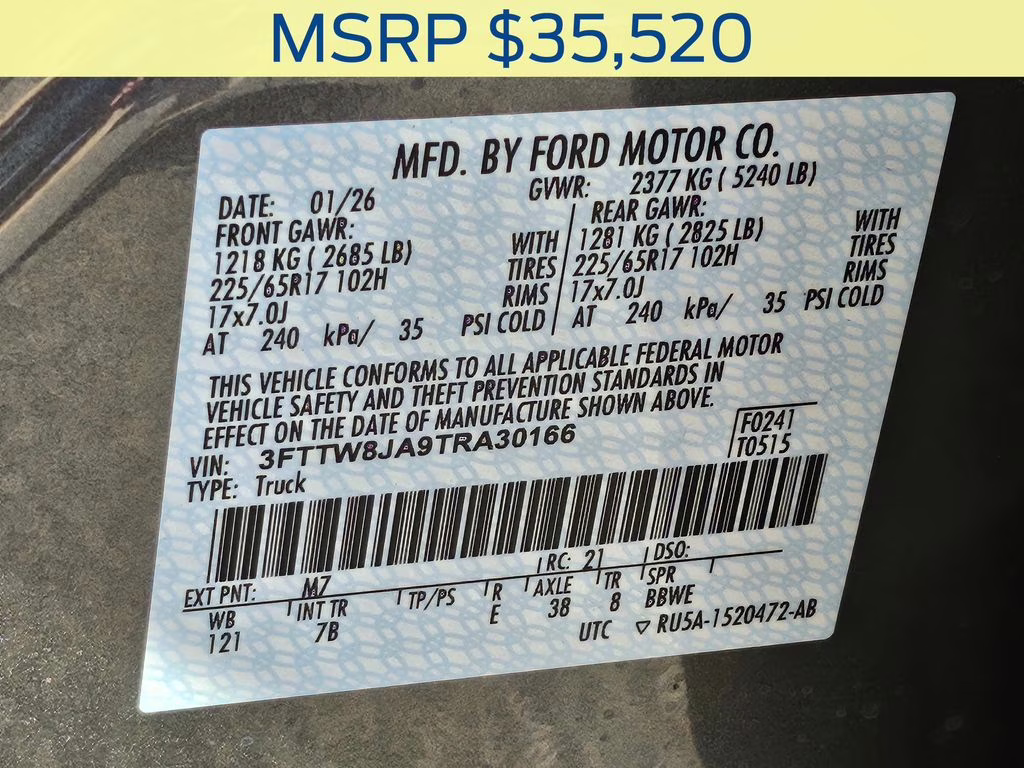 MSRP $35,520
MFD. BY FORD MOTOR CO.
DATE: 01/26 GVWR: 2377 KG ( 5240 LB)
FRONT GAWR: REAR GAWR:
1218 KG ( 2685 LB) WITH 1281 KG ( 2825 LB) WITH
225/65R17 102H TIRES 225/65R17 102H TIRES
17x7.0J RIMS 17x7.0J RIMS
AT 240 kPa/ 35 PSI COLD AT 240 kPa/ 35 PSI COLD
THIS VEHICLE CONFORMS TO ALL APPLICABLE FEDERAL MOTOR
VEHICLE SAFETY AND THEFT PREVENTION STANDARDS IN
EFFECT ON THE DATE OF MANUFACTURE SHOWN ABOVE.
VIN: 3FTTW8JA9TRA30166 F0241
TYPE: Truck T0515
EXT PNT: M7 RC: 21 DSO:
WB INT TR TP/PS R AXLE TR SPR
121 7B E 38 8 BBWE
UTC ▽ RU5A-1520472-AB